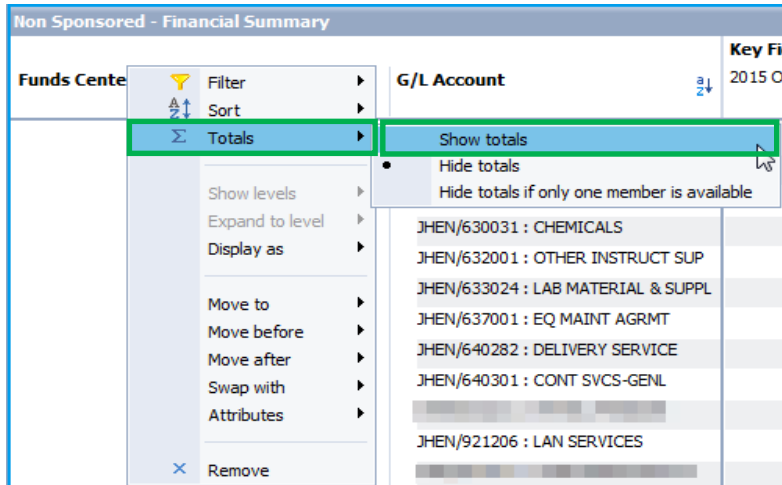 Non Sponsored - Financial Summary
Key Fi
Funds Cente
G/L Account
2015 O
Filter
Sort
Totals
Show totals
Hide totals
Hide totals if only one member is available
Show levels
Expand to level
Display as
Move to
Move before
Move after
Swap with
Attributes
Remove
JHEN/630031 : CHEMICALS
JHEN/632001 : OTHER INSTRUCT SUP
JHEN/633024 : LAB MATERIAL & SUPPL
JHEN/637001 : EQ MAINT AGRMT
JHEN/640282 : DELIVERY SERVICE
JHEN/640301 : CONT SVCS-GENL
JHEN/921206 : LAN SERVICES